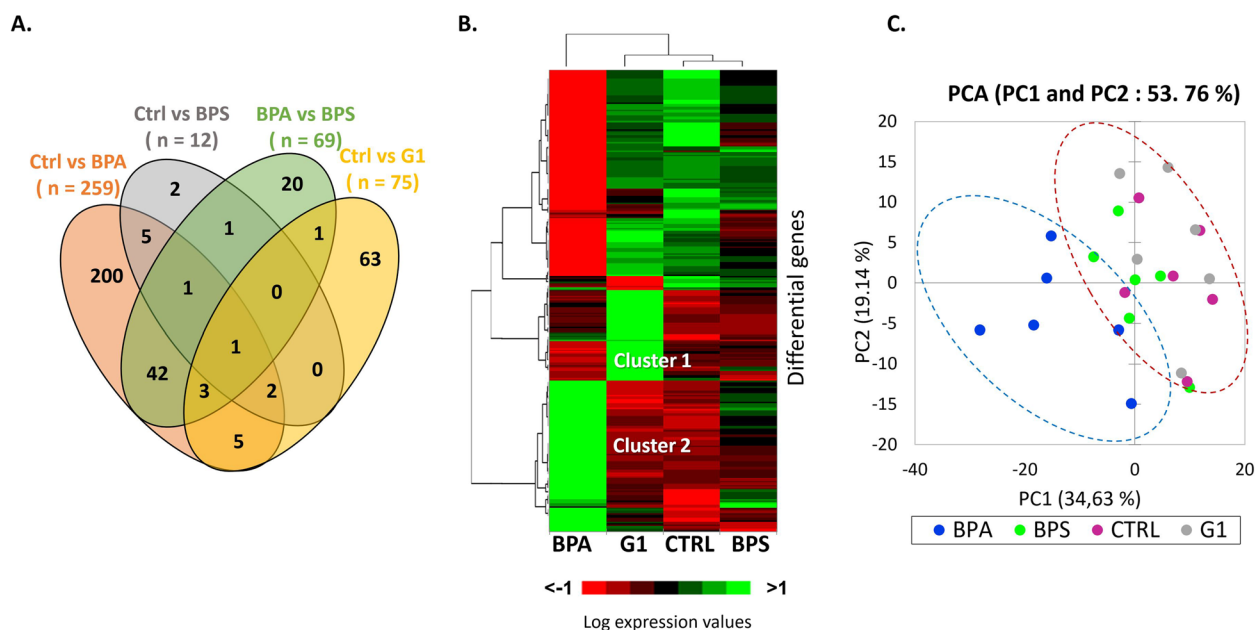 A.
Ctrl vs BPS
( n = 12)
BPA vs BPS
( n = 69)
Ctrl vs BPA
( n = 259)
Ctrl vs G1
( n = 75)
2
20
5
1
1
200
1
0
63
42
3
1
2
0
5
B.
Differential genes
Cluster 1
Cluster 2
BPA G1 CTRL BPS
<-1 >1
Log expression values
C.
PCA (PC1 and PC2 : 53. 76 %)
PC2 (19.14 %)
20
15
10
5
0
-5
-10
-15
-20
-40 -20 0 20
PC1 (34,63 %)
BPA BPS CTRL G1